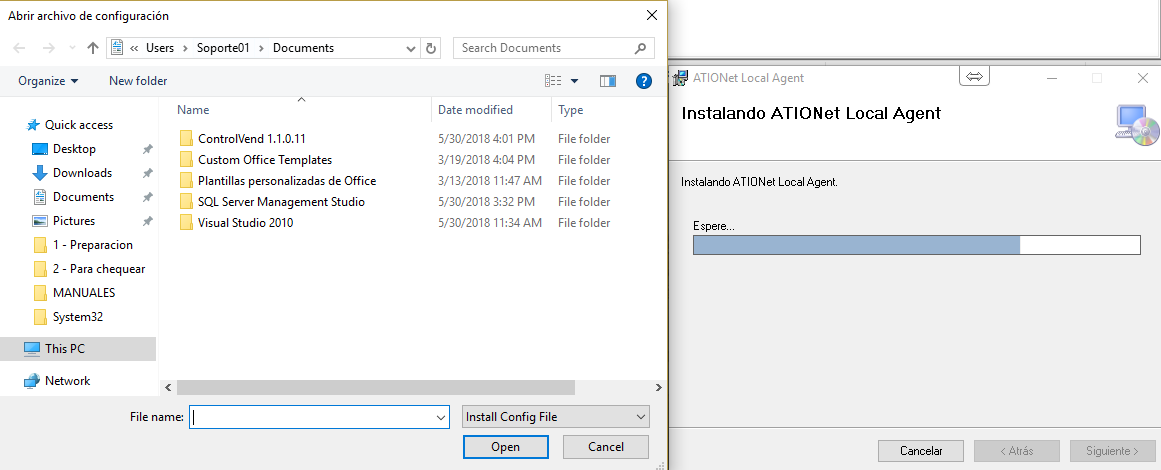 Abrir archivo de configuración
« Users > Soporte01 > Documents
Search Documents
Organize
New folder
Name Date modified Type
Quick access
Desktop
Downloads
Documents
Pictures
1 - Preparacion
2 - Para chequear
MANUALES
System32
This PC
Network
ControlVend 1.1.0.11 5/30/2018 4:01 PM File folder
Custom Office Templates 3/19/2018 4:04 PM File folder
Plantillas personalizadas de Office 3/13/2018 11:47 AM File folder
SQL Server Management Studio 5/30/2018 3:32 PM File folder
Visual Studio 2010 5/30/2018 11:34 AM File folder
File name:
Install Config File
Open
Cancel
ATIONet Local Agent
Instalando ATIONet Local Agent
Instalando ATIONet Local Agent.
Espere...
Cancelar
< Atrás
Siguiente >